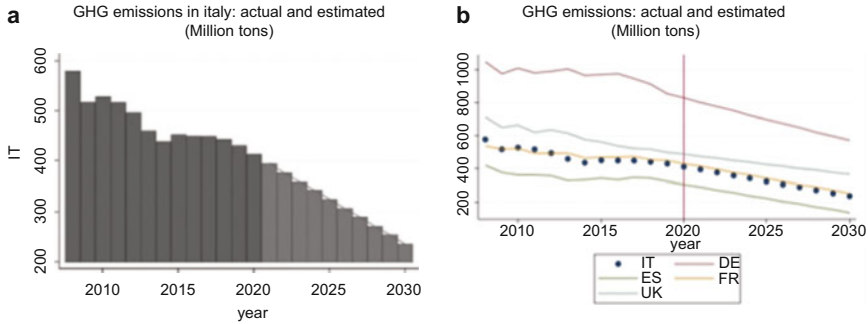 a
GHG emissions in italy: actual and estimated
(Million tons)
600
500
400
300
200
IT
2010 2015 2020 2025 2030
year
b
GHG emissions: actual and estimated
(Million tons)
1000
800
600
400
200
2010 2015 2020 2025 2030
year
IT DE
ES FR
UK